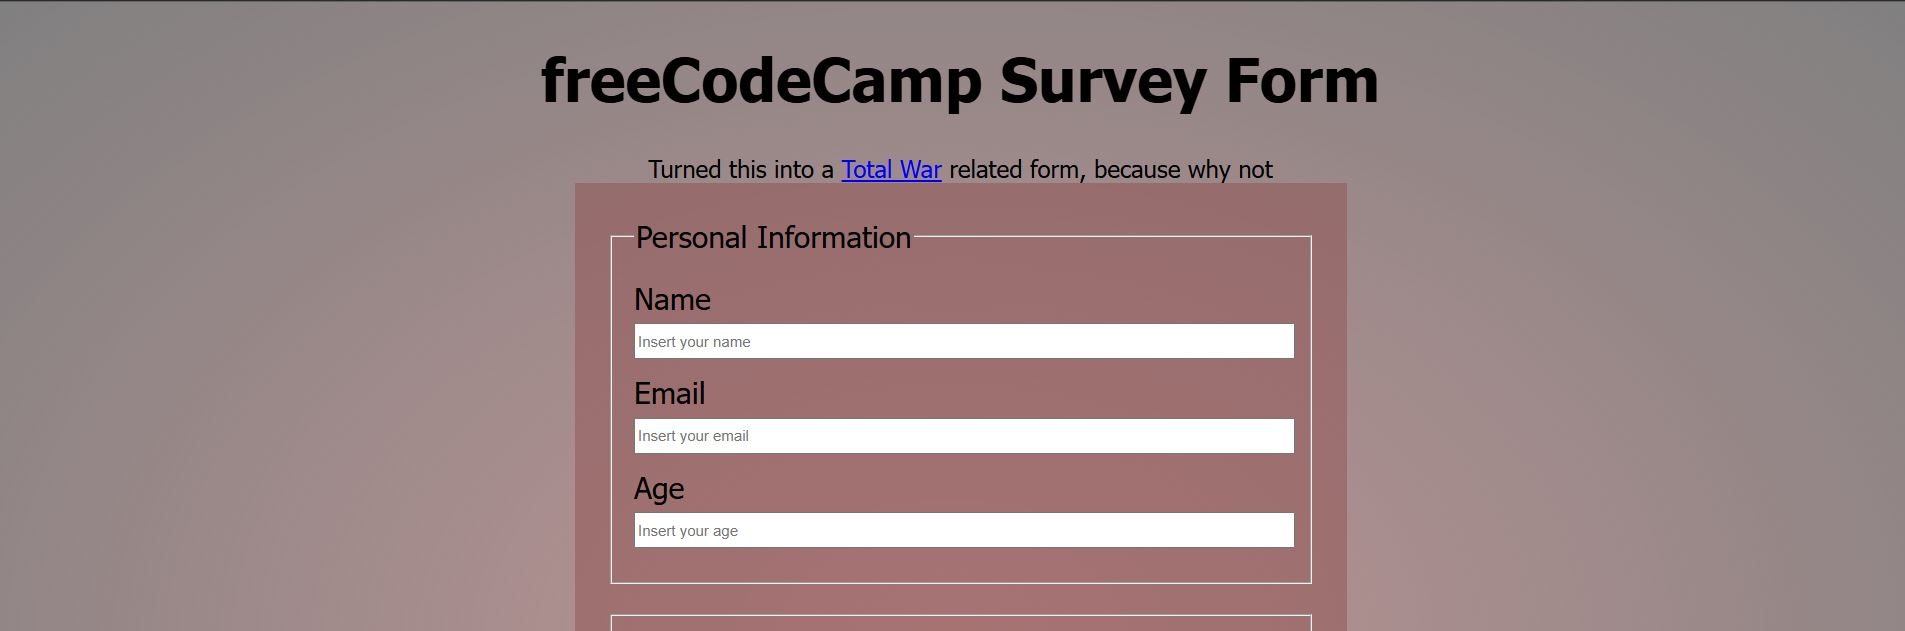 freeCodeCamp Survey Form
Turned this into a Total War related form, because why not
Personal Information
Name
Insert your name
Email
Insert your email
Age
Insert your age